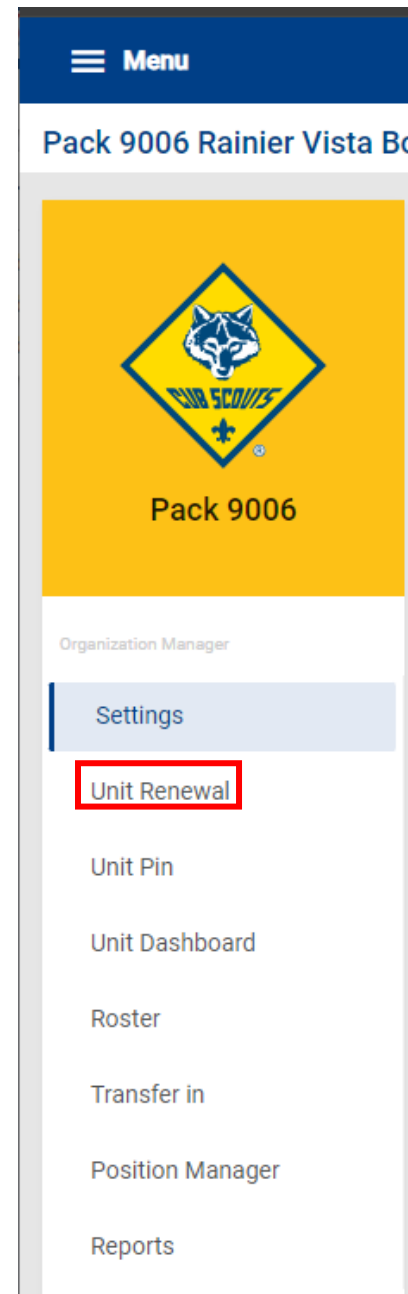 Menu
Pack 9006 Rainier Vista Bo
CUB SCOUTS
®
Pack 9006
Organization Manager
Settings
Unit Renewal
Unit Pin
Unit Dashboard
Roster
Transfer in
Position Manager
Reports